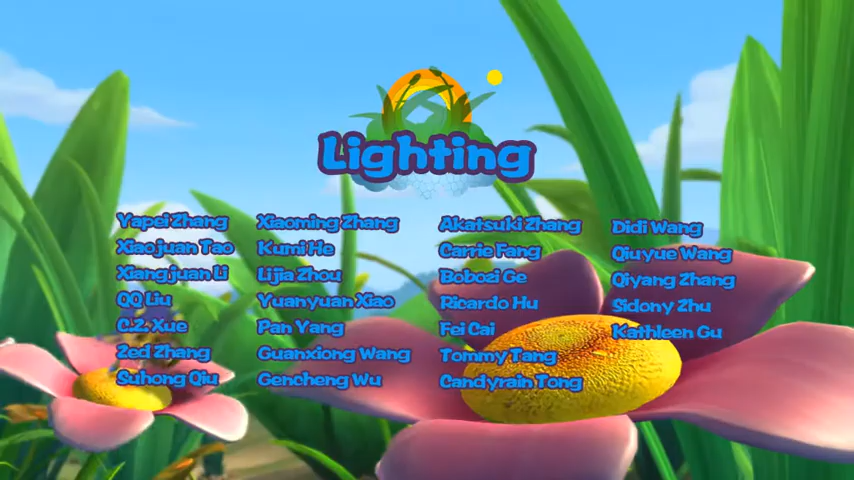 Lighting
Yapei Zhang
Xiaojuan Tao
Xiangjuan Li
QQ Liu
C.Z. Xue
Zed Zhang
Suhong Qiu
Xiaoming Zhang
Kumi He
Lijia Zhou
Yuanyuan Xiao
Pan Yang
Guanxiong Wang
Gencheng Wu
Akatsuki Zhang
Carrie Fang
Bobozi Ge
Ricardo Hu
Fei Cai
Tommy Tang
Candyrain Tong
Didi Wang
Qiuyue Wang
Qiyang Zhang
Sidony Zhu
Kathleen Gu